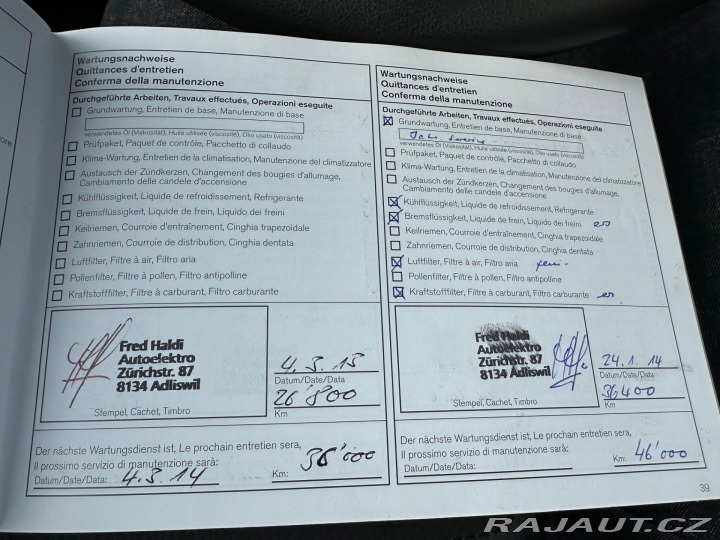 Wartungsnachweise
Quittances d'entretien
Conferma della manutenzione
Durchgeführte Arbeiten, Travaux effectués, Operazioni eseguite
Grundwartung, Entretien de base, Manutenzione di base
verwendetes Öl (Viskosität), Huile utilisée (viscosité), Olio usato (viscosità)
Prüfpaket, Paquet de contrôle, Pacchetto di collaudo
Klima-Wartung, Entretien de la climatisation, Manutenzione del climatizzatore
Austausch der Zündkerzen, Changement des bougies d'allumage,
Cambiamento delle candele d'accensione
Kühlflüssigkeit, Liquide de refroidissement, Refrigerante
Bremsflüssigkeit, Liquide de frein, Liquido dei freini
Keilriemen, Courroie d'entraînement, Cinghia trapezoidale
Zahnriemen, Courroie de distribution, Cinghia dentata
Luftfilter, Filtre à air, Filtro aria
Pollenfilter, Filtre à pollen, Filtro antipolline
Kraftstofffilter, Filtre à carburant, Filtro carburante
Fred Haldi
Autoelektro
Zürichstr. 87
8134 Adliswil
Stempel, Cachet, Timbro
4.3.13
Datum/Date/Data
26'800
Km
Der nächste Wartungsdienst ist, Le prochain entretien sera,
Il prossimo servizio di manutenzione sarà:
Datum/Date/Data: 4.3.14
Km: 36'000
Wartungsnachweise
Quittances d'entretien
Conferma della manutenzione
Durchgeführte Arbeiten, Travaux effectués, Operazioni eseguite
Grundwartung, Entretien de base, Manutenzione di base
verwendetes Öl (Viskosität), Huile utilisée (viscosité), Olio usato (viscosità)
Prüfpaket, Paquet de contrôle, Pacchetto di collaudo
Klima-Wartung, Entretien de la climatisation, Manutenzione del climatizzatore
Austausch der Zündkerzen, Changement des bougies d'allumage,
Cambiamento delle candele d'accensione
Kühlflüssigkeit, Liquide de refroidissement, Refrigerante
Bremsflüssigkeit, Liquide de frein, Liquido dei freini
Keilriemen, Courroie d'entraînement, Cinghia trapezoidale
Zahnriemen, Courroie de distribution, Cinghia dentata
Luftfilter, Filtre à air, Filtro aria
Pollenfilter, Filtre à pollen, Filtro antipolline
Kraftstofffilter, Filtre à carburant, Filtro carburante
Fred Haldi
Autoelektro
Zürichstr. 87
8134 Adliswil
Stempel, Cachet, Timbro
24.1.14
Datum/Date/Data
36400
Km
Der nächste Wartungsdienst ist, Le prochain entretien sera,
Il prossimo servizio di manutenzione sarà:
Datum/Date/Data:
Km: 46'000
39
RAJAUT.CZ